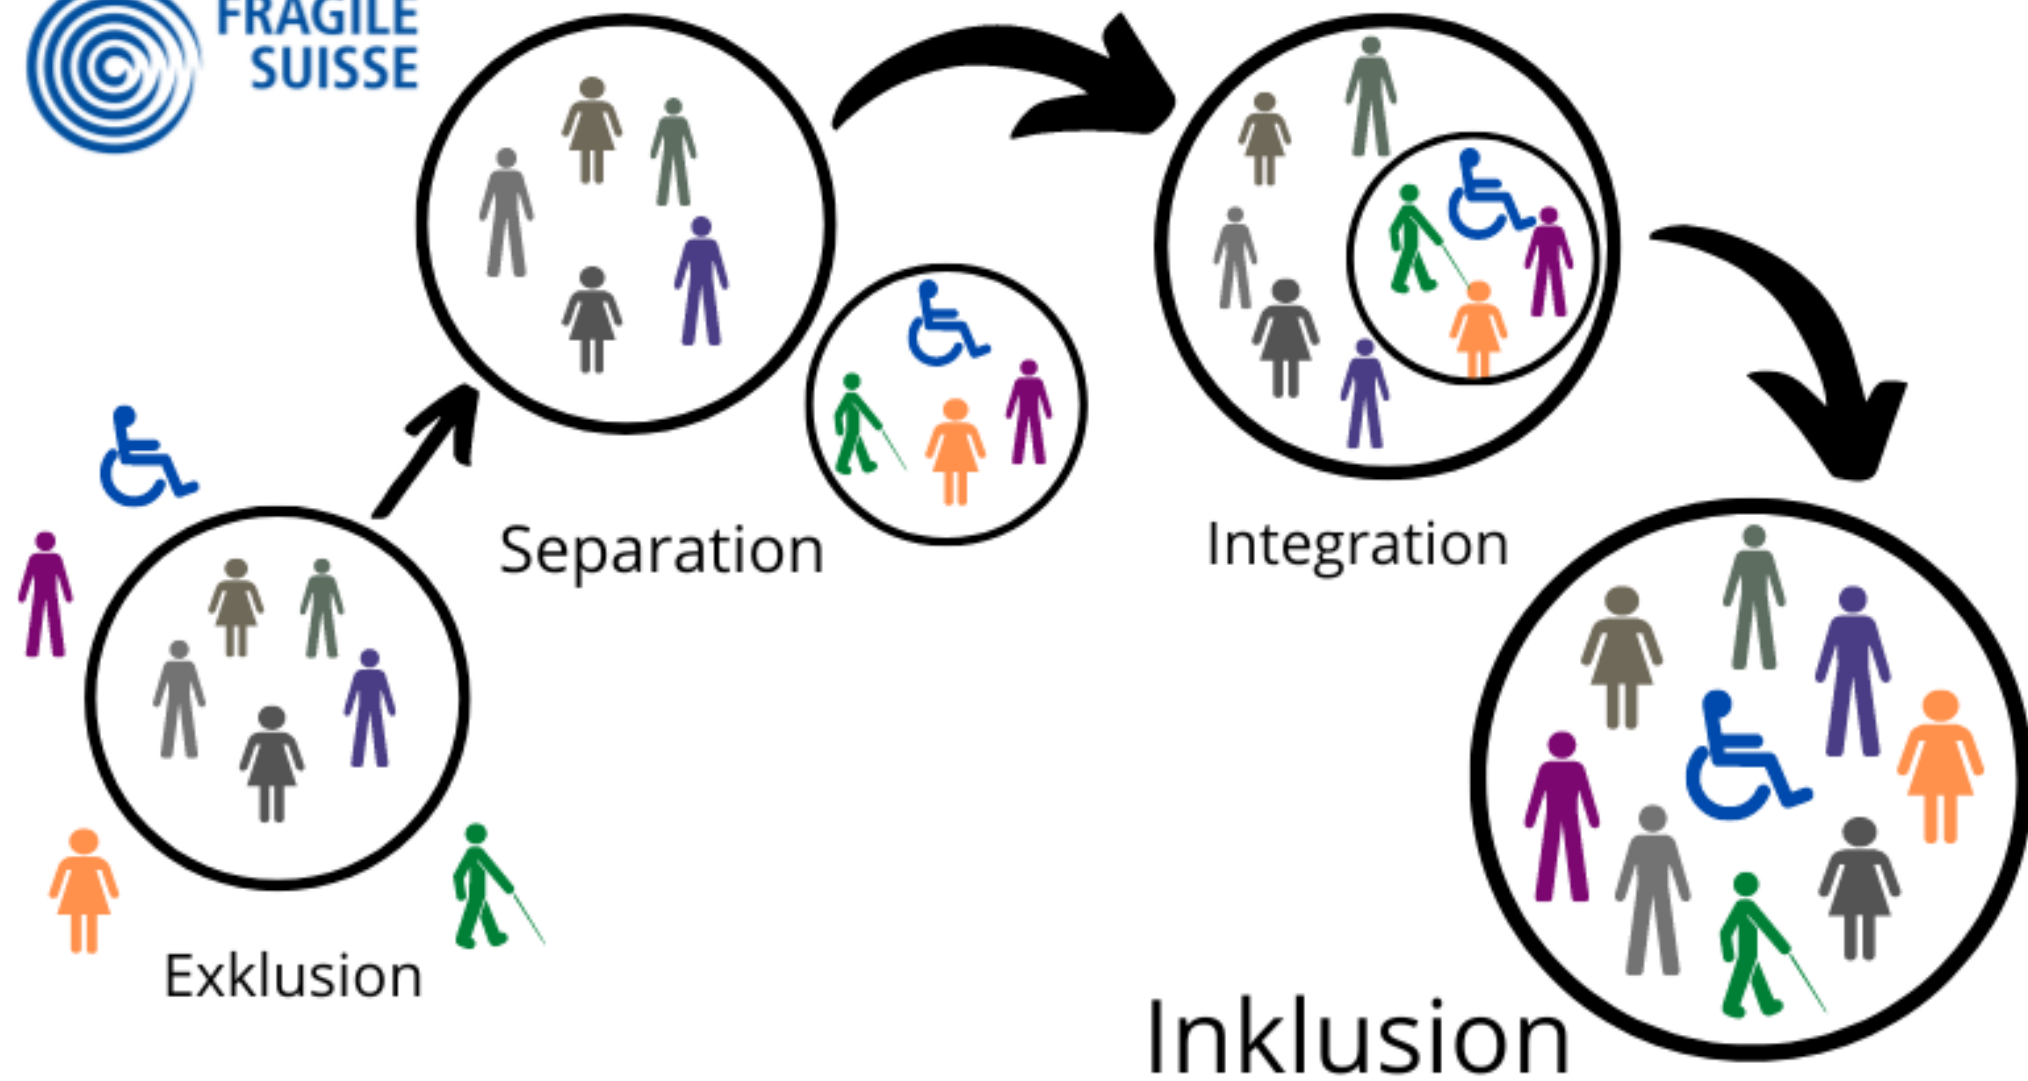 FRAGILE
SUISSE
Separation
Integration
Exklusion
Inklusion